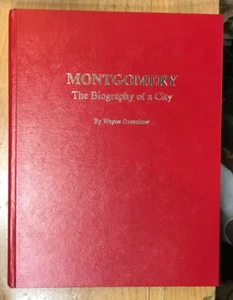 MONTGOMERY
The Biography of a City
By Wayne Greenhaw